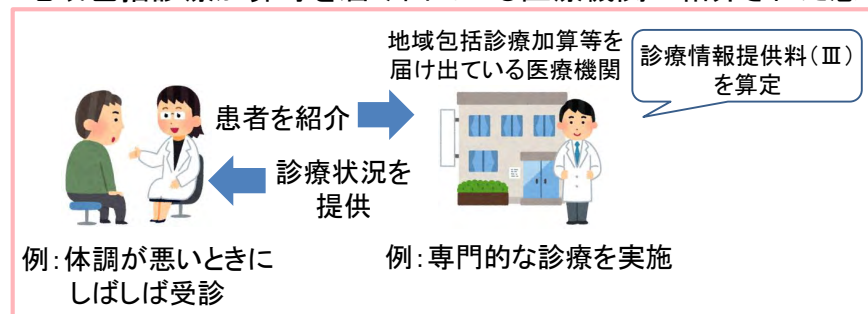 地域包括診療加算等を
届け出ている医療機関
診療情報提供料(Ⅲ)
を算定
患者を紹介
診療状況を
提供
例:体調が悪いときに
しばしば受診
例:専門的な診療を実施